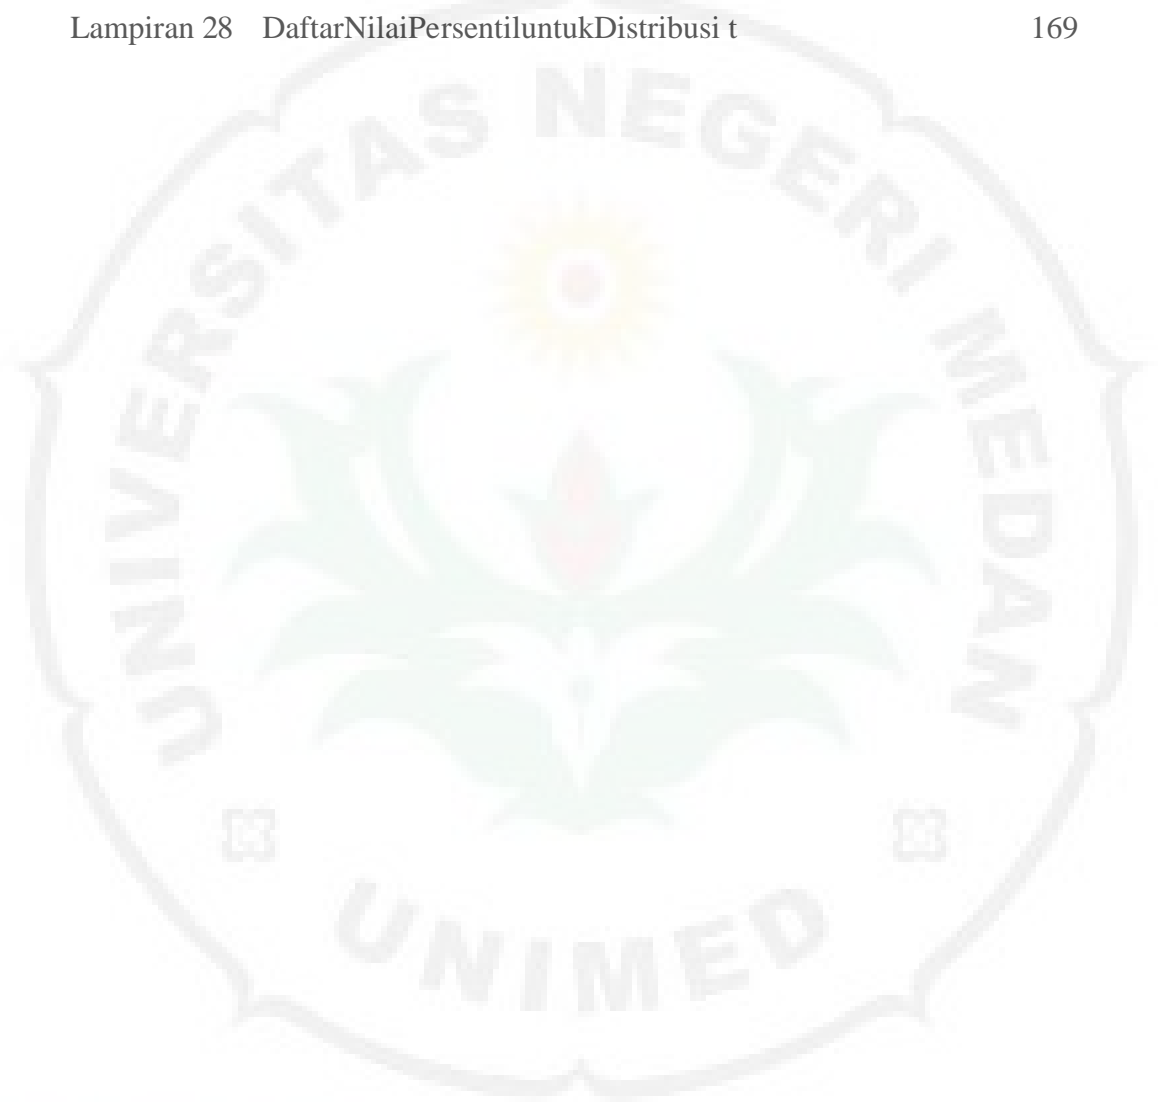 Lampiran 28 DaftarNilaiPersentiluntukDistribusi t 169
UNIVERSITAS NEGERI MEDAN
UNIMED